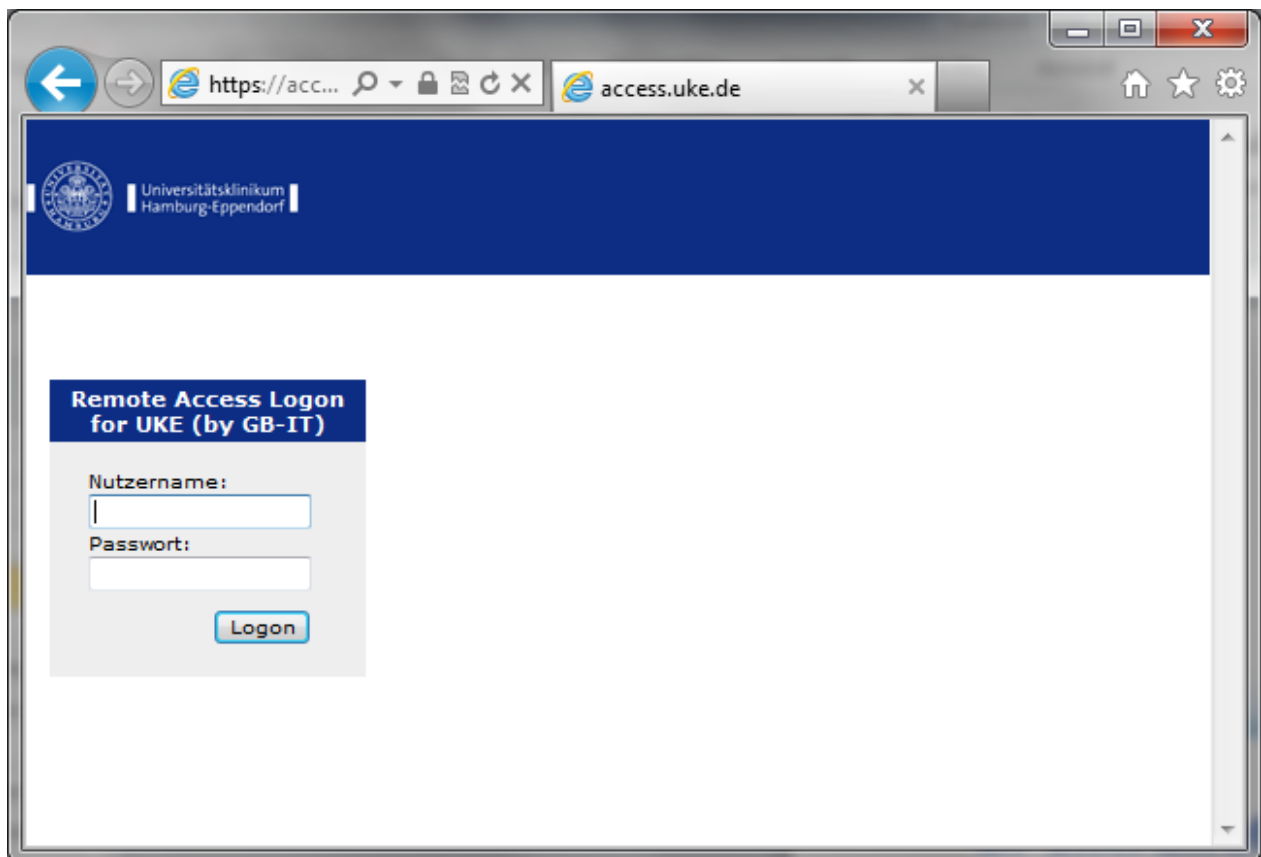 https://acc...
access.uke.de
Universitätsklinikum
Hamburg-Eppendorf
Remote Access Logon
for UKE (by GB-IT)
Nutzername:
Passwort:
Logon